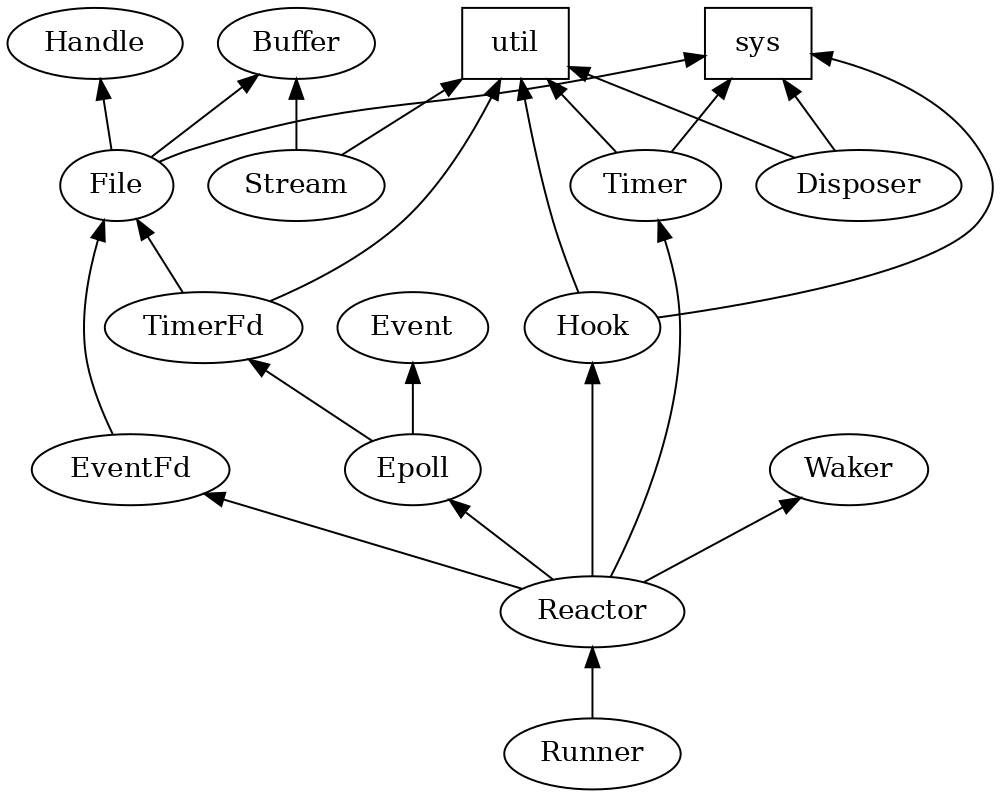 Handle
Buffer
util
sys
File
Stream
Timer
Disposer
TimerFd
Event
Hook
EventFd
Epoll
Waker
Reactor
Runner